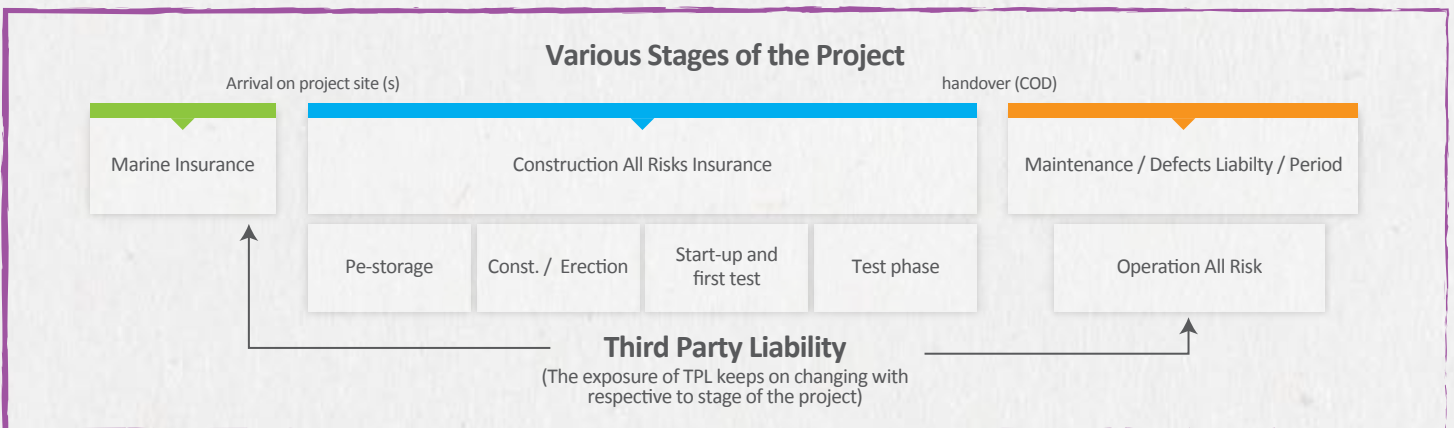 Various Stages of the Project
Arrival on project site (s)
handover (COD)
Marine Insurance
Construction All Risks Insurance
Maintenance / Defects Liabilty / Period
Pe-storage
Const. / Erection
Start-up and
first test
Test phase
Operation All Risk
Third Party Liability
(The exposure of TPL keeps on changing with
respective to stage of the project)